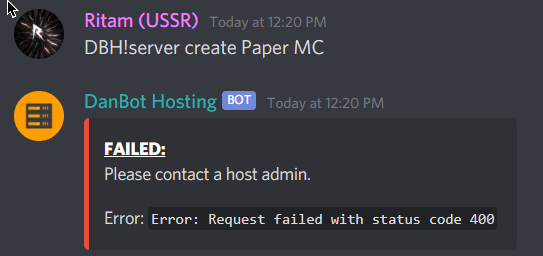 Ritam (USSR) Today at 12:20 PM
DBH!server create Paper MC
DanBot Hosting BOT Today at 12:20 PM
FAILED:
Please contact a host admin.
Error: Error: Request failed with status code 400